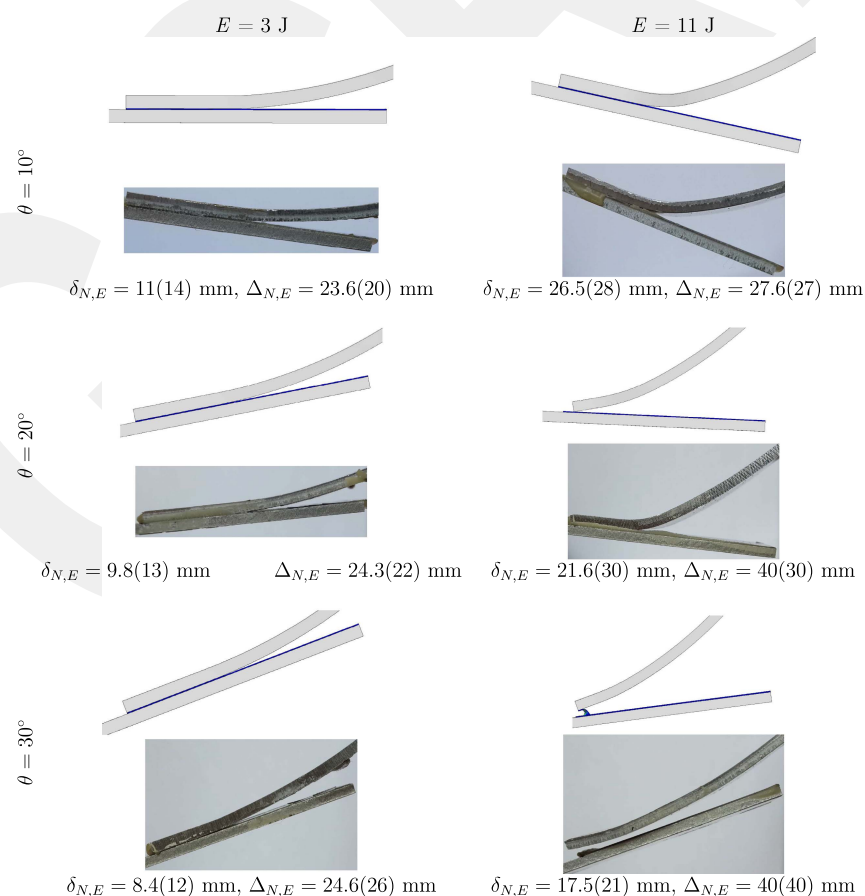 E = 3 J
E = 11 J
θ = 10°
δ_{N,E} = 11(14) mm, Δ_{N,E} = 23.6(20) mm
δ_{N,E} = 26.5(28) mm, Δ_{N,E} = 27.6(27) mm
θ = 20°
δ_{N,E} = 9.8(13) mm Δ_{N,E} = 24.3(22) mm
δ_{N,E} = 21.6(30) mm, Δ_{N,E} = 40(30) mm
θ = 30°
δ_{N,E} = 8.4(12) mm, Δ_{N,E} = 24.6(26) mm
δ_{N,E} = 17.5(21) mm, Δ_{N,E} = 40(40) mm